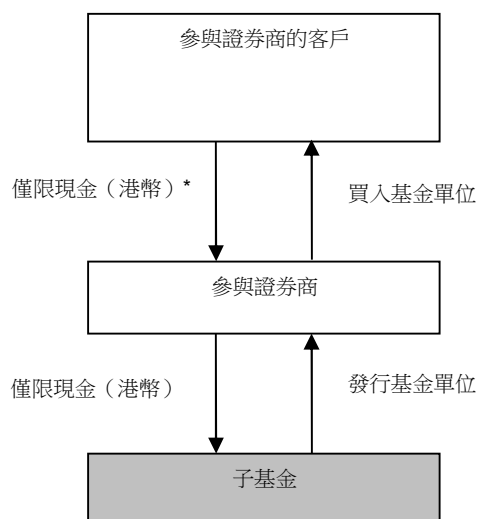 參與證券商的客戶
僅限現金（港幣）*
買入基金單位
參與證券商
僅限現金（港幣）
發行基金單位
子基金